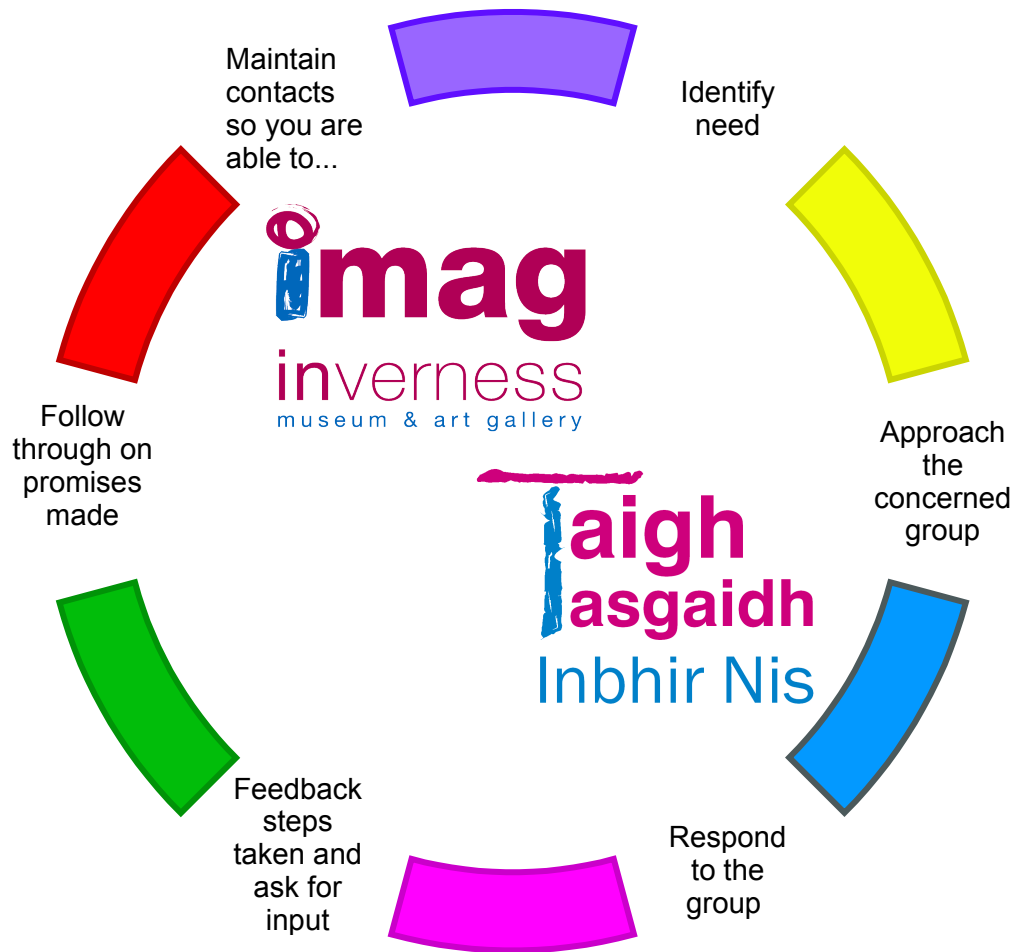 Maintain
contacts
so you are
able to...
Identify
need
imag
inverness
museum & art gallery
Follow
through on
promises
made
Approach
the
concerned
group
Taigh
Tasgaidh
Inbhir Nis
Feedback
steps
taken and
ask for
input
Respond
to the
group